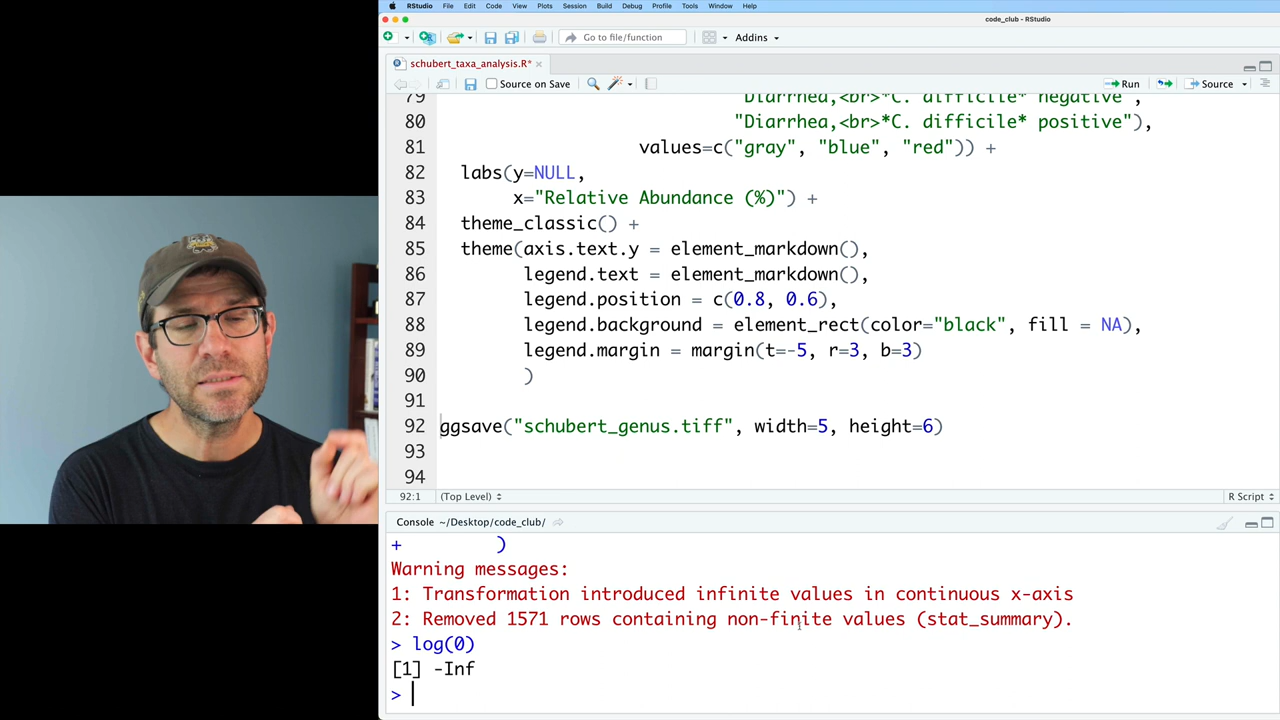 RStudio File Edit Code View Plots Session Build Debug Profile Tools Window Help
code_club - RStudio
Go to file/function Addins
schubert_taxa_analysis.R*
Source on Save Run Source
79 "Diarrhea,<br>*C. difficile* negative",
80 "Diarrhea,<br>*C. difficile* positive"),
81 values=c("gray", "blue", "red")) +
82 labs(y=NULL,
83 x="Relative Abundance (%)") +
84 theme_classic() +
85 theme(axis.text.y = element_markdown(),
86 legend.text = element_markdown(),
87 legend.position = c(0.8, 0.6),
88 legend.background = element_rect(color="black", fill = NA),
89 legend.margin = margin(t=-5, r=3, b=3)
90 )
91
92 ggsave("schubert_genus.tiff", width=5, height=6)
93
94
92:1 (Top Level) R Script
Console ~/Desktop/code_club/
+ )
Warning messages:
1: Transformation introduced infinite values in continuous x-axis
2: Removed 1571 rows containing non-finite values (stat_summary).
> log(0)
[1] -Inf
>